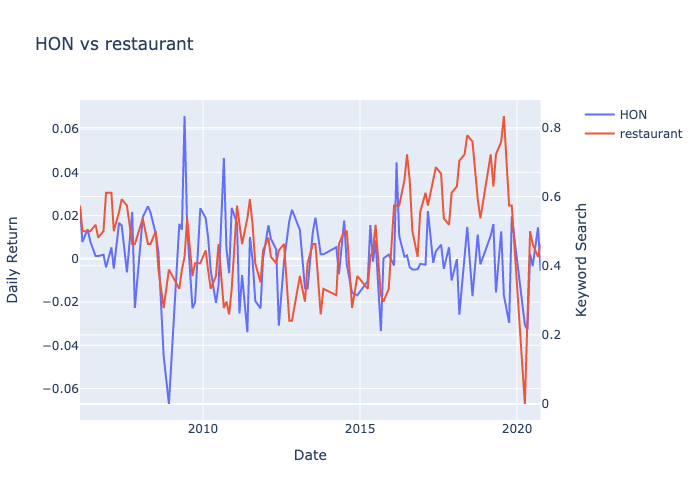 HON vs restaurant
HON
restaurant
0.06
0.04
0.02
0
−0.02
−0.04
−0.06
0.8
0.6
0.4
0.2
0
2010
2015
2020
Daily Return
Keyword Search
Date